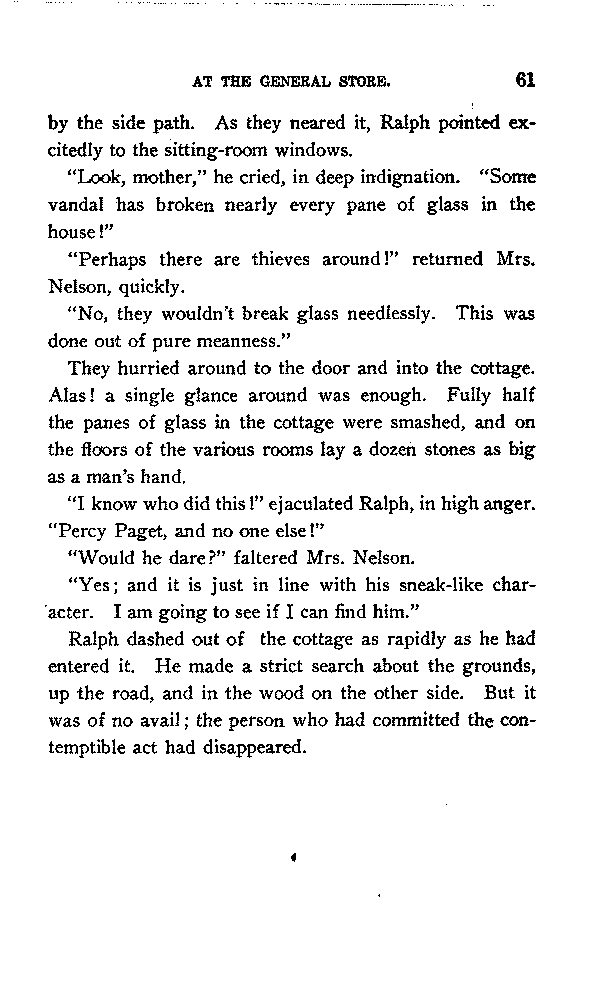 AT THE GENERAL STORE. 61
by the side path. As they neared it, Ralph pointed ex-
citedly to the sitting-room windows.
"Look, mother," he cried, in deep indignation. "Some
vandal has broken nearly every pane of glass in the
house!"
"Perhaps there are thieves around!" returned Mrs.
Nelson, quickly.
"No, they wouldn't break glass needlessly. This was
done out of pure meanness."
They hurried around to the door and into the cottage.
Alas! a single glance around was enough. Fully half
the panes of glass in the cottage were smashed, and on
the floors of the various rooms lay a dozen stones as big
as a man's hand.
"I know who did this!" ejaculated Ralph, in high anger.
"Percy Paget, and no one else!"
"Would he dare?" faltered Mrs. Nelson.
"Yes; and it is just in line with his sneak-like char-
acter. I am going to see if I can find him."
Ralph dashed out of the cottage as rapidly as he had
entered it. He made a strict search about the grounds,
up the road, and in the wood on the other side. But it
was of no avail; the person who had committed the con-
temptible act had disappeared.